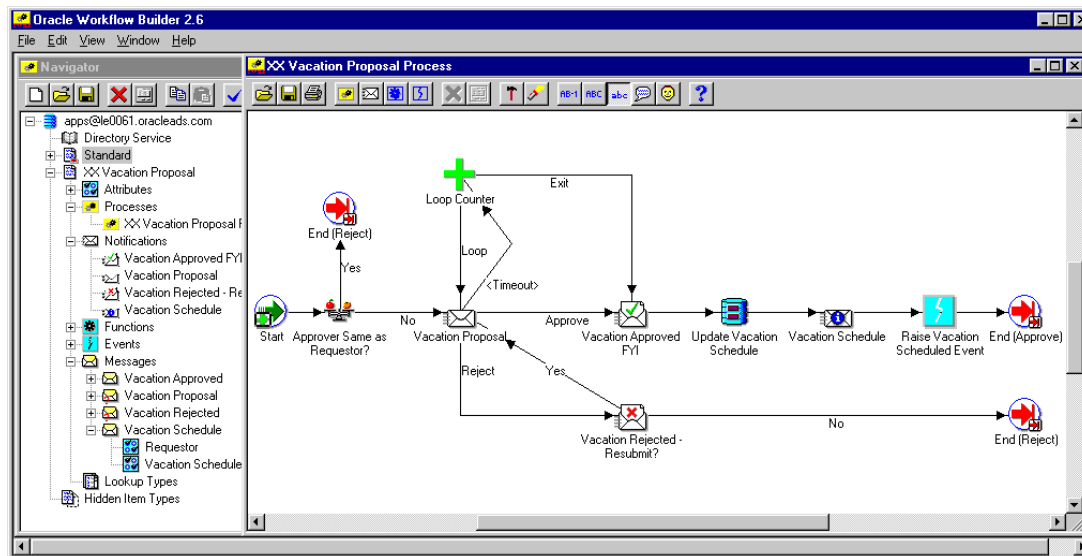 Oracle Workflow Builder 2.6
File Edit View Window Help
Navigator
apps@le0061.oracleads.com
Directory Service
Standard
XX Vacation Proposal
Attributes
Processes
XX Vacation Proposal
Notifications
Vacation Approved FYI
Vacation Proposal
Vacation Rejected - Re
Vacation Schedule
Functions
Events
Messages
Vacation Approved
Vacation Proposal
Vacation Rejected
Vacation Schedule
Requestor
Vacation Schedule
Lookup Types
Hidden Item Types
XX Vacation Proposal Process
AB-1 ABC abc
Loop Counter
Exit
End (Reject)
Loop
Yes
<Timeout>
Start
Approver Same as
Requestor?
No
Vacation Proposal
Approve
Vacation Approved
FYI
Update Vacation
Schedule
Vacation Schedule
Raise Vacation
Scheduled Event
End (Approve)
Reject
Yes
Vacation Rejected -
Resubmit?
No
End (Reject)